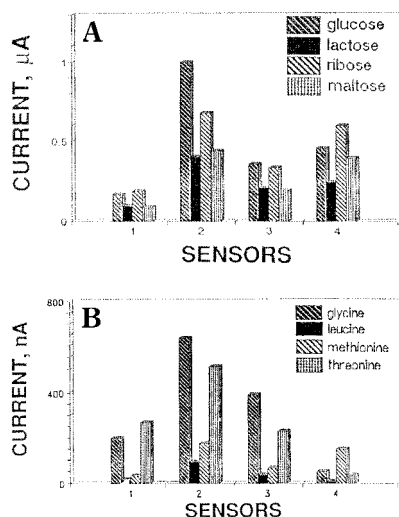 A
glucose
lactose
ribose
maltose
CURRENT, µA
1
0.5
0
1 2 3 4
SENSORS
B
glycine
leucine
methionine
threonine
CURRENT, nA
800
400
0
1 2 3 4
SENSORS